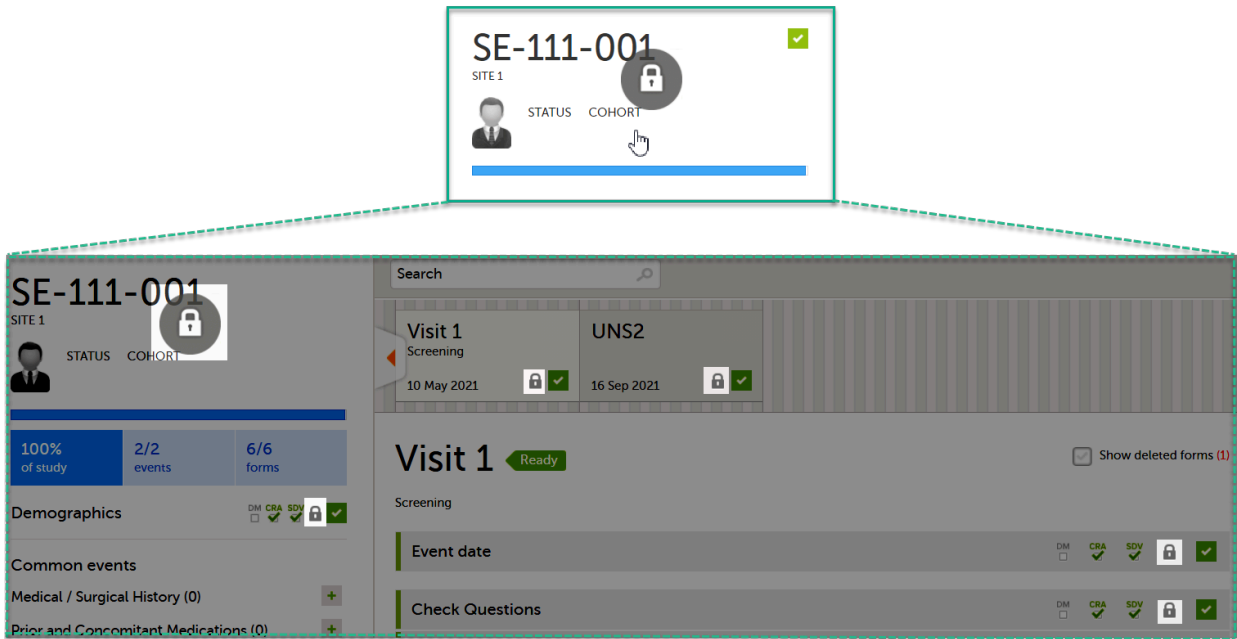 SE-111-001
SITE 1
STATUS COHORT
SE-111-001
SITE 1
STATUS COHORT
100%
of study
2/2
events
6/6
forms
Demographics
DM CRA SDV
Common events
Medical / Surgical History (0)
Prior and Concomitant Medications (0)
Search
Visit 1
Screening
10 May 2021
UNS2
16 Sep 2021
Visit 1 Ready
Show deleted forms (1)
Screening
Event date
DM CRA SDV
Check Questions
DM CRA SDV